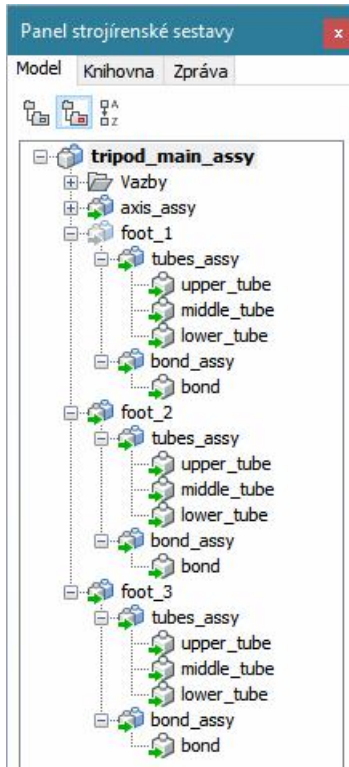 Panel strojírenské sestavy
x
Model Knihovna Zpráva
A
Z
tripod_main_assy
Vazby
axis_assy
foot_1
tubes_assy
upper_tube
middle_tube
lower_tube
bond_assy
bond
foot_2
tubes_assy
upper_tube
middle_tube
lower_tube
bond_assy
bond
foot_3
tubes_assy
upper_tube
middle_tube
lower_tube
bond_assy
bond